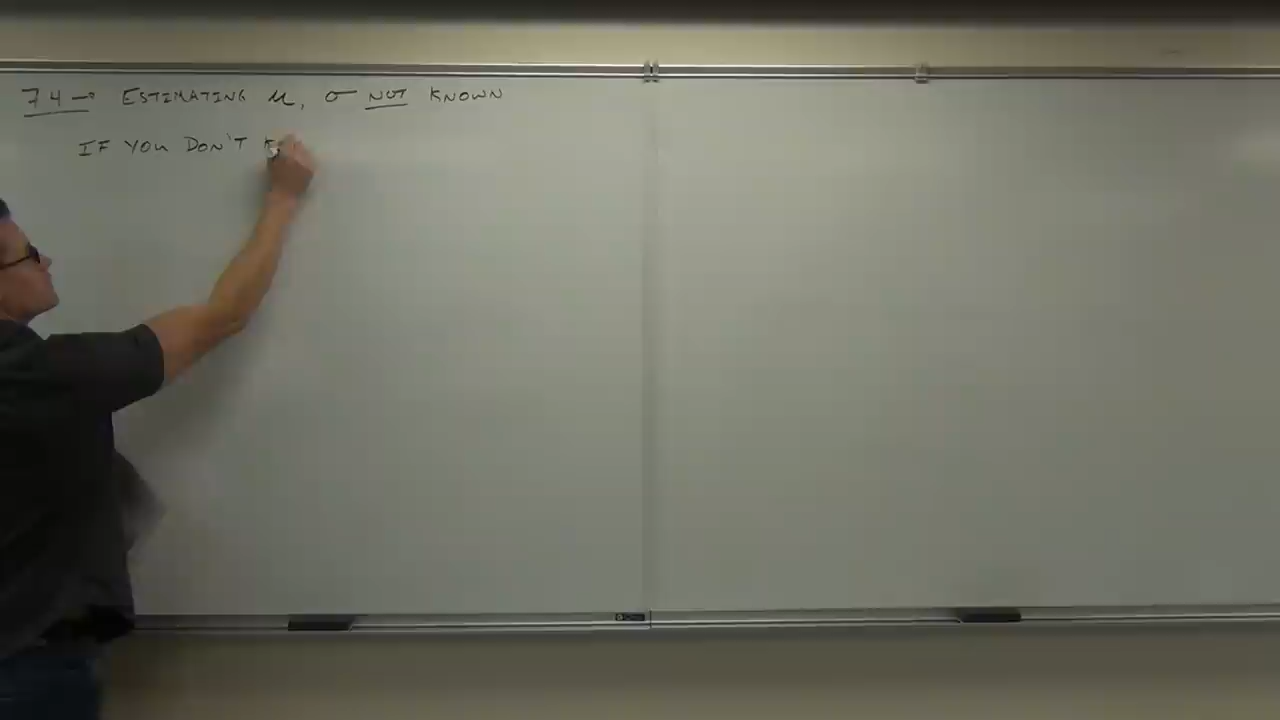 7.4 → ESTIMATING μ, σ NOT KNOWN
IF YOU DON'T